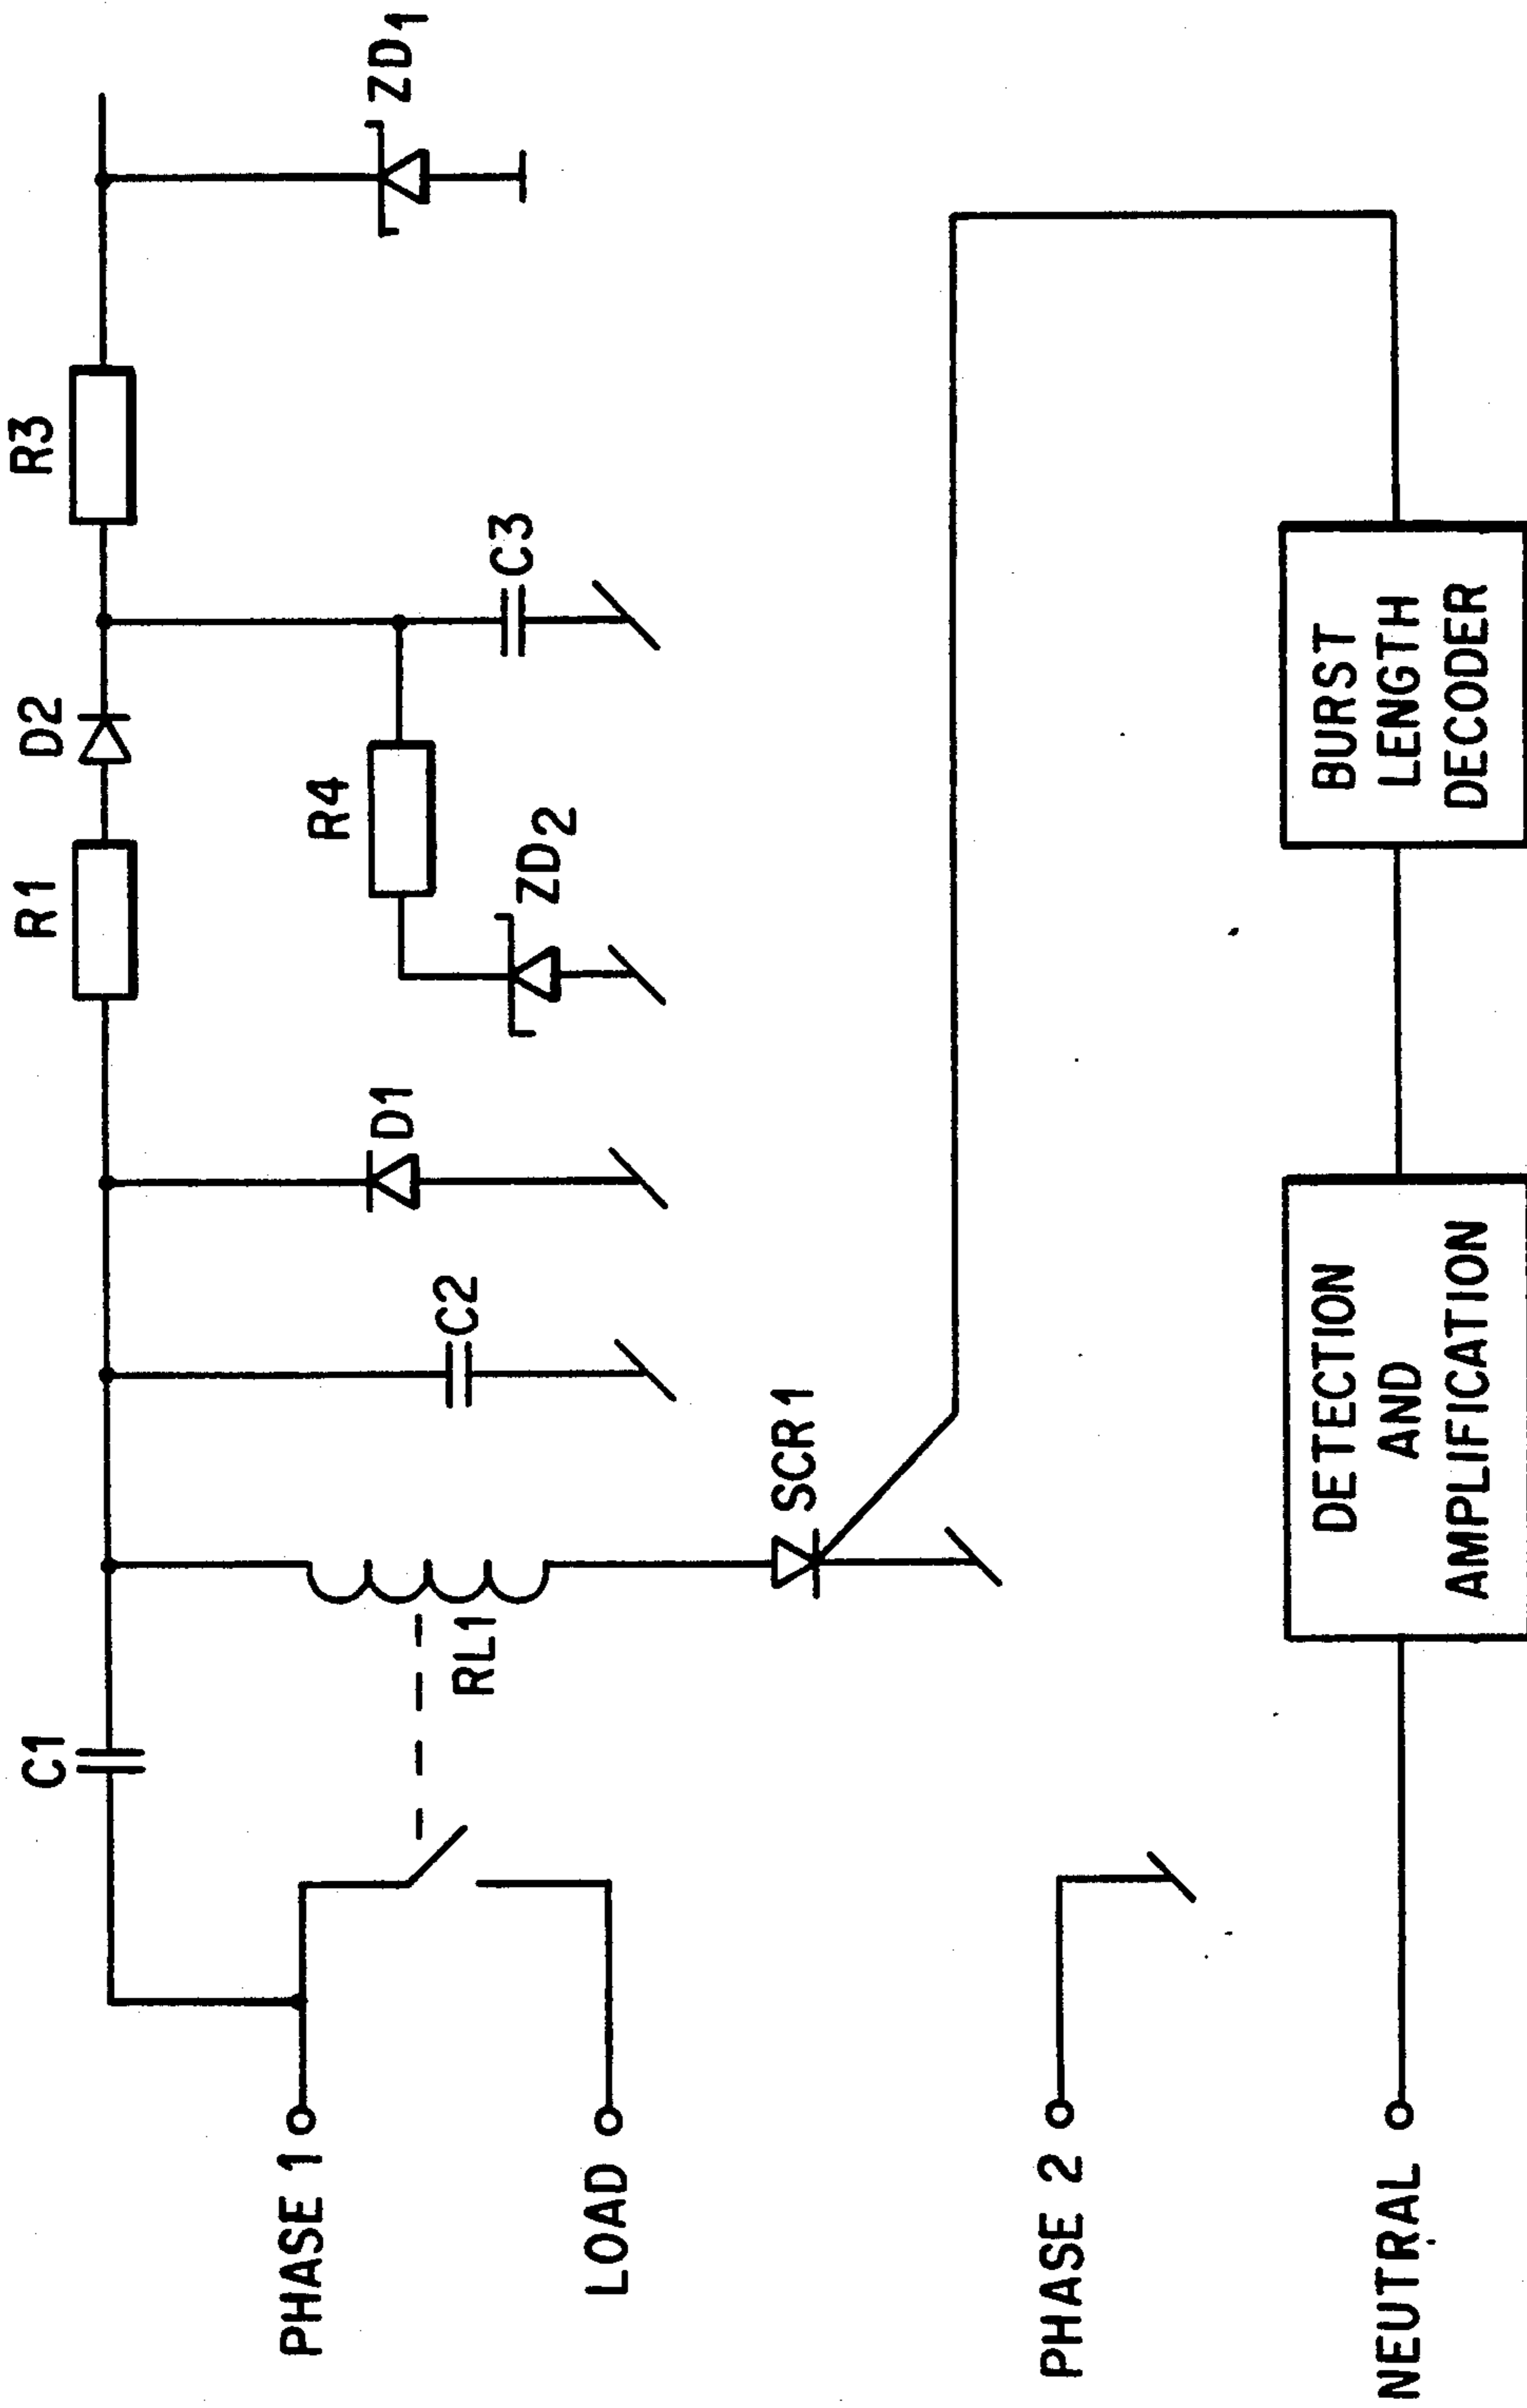 C1
R1
D2
R3
RL1
C2
D1
R4
ZD2
C3
ZD1
PHASE 1
LOAD
SCR1
PHASE 2
NEUTRAL
DETECTION
AND
AMPLIFICATION
BURST
LENGTH
DECODER